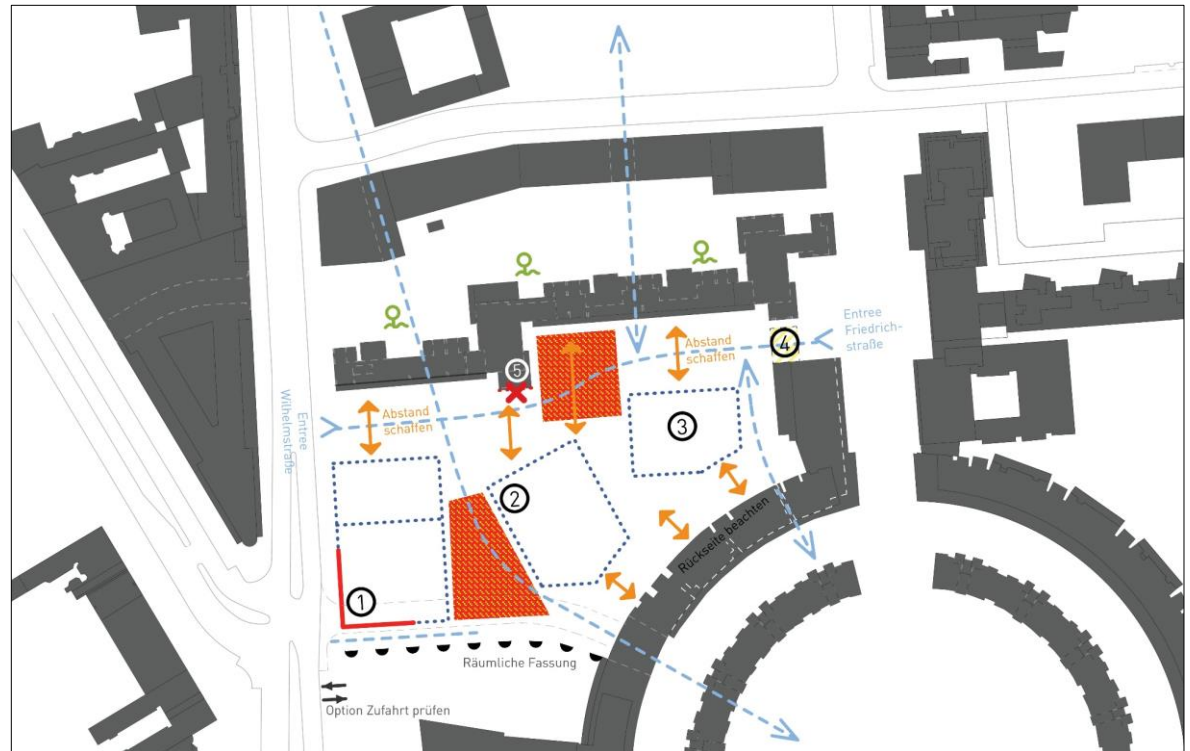 Entree
Friedrich-
straße
4
Abstand
schaffen
5
Entree
Wilhelmstraße
Abstand
schaffen
3
2
Rückseite beachten
1
Räumliche Fassung
Option Zufahrt prüfen